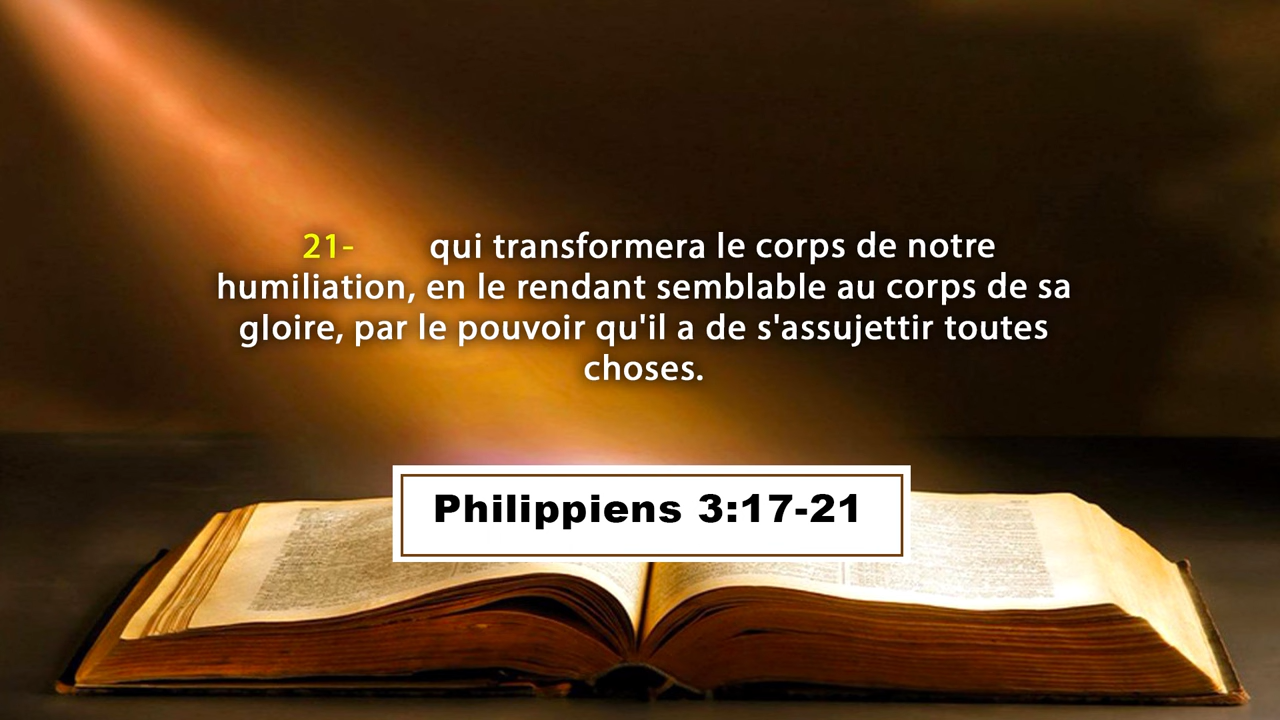 21- qui transformera le corps de notre
humiliation, en le rendant semblable au corps de sa
gloire, par le pouvoir qu'il a de s'assujettir toutes
choses.
Philippiens 3:17-21